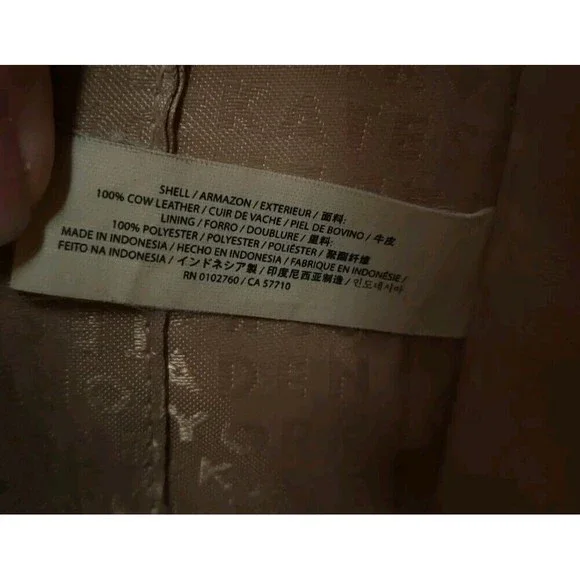 SHELL / ARMAZON / EXTERIEUR / 面料:
100% COW LEATHER / CUIR DE VACHE / PIEL DE BOVINO / 牛皮
LINING / FORRO / DOUBLURE / 里料:
100% POLYESTER / POLYESTER / POLIÉSTER / 聚酯纤维
MADE IN INDONESIA / HECHO EN INDONESIA / FABRIQUE EN INDONÉSIE /
FEITO NA INDONESIA / インドネシア製 / 印度尼西亚制造 / 인도네시아
RN 0102760 / CA 57710